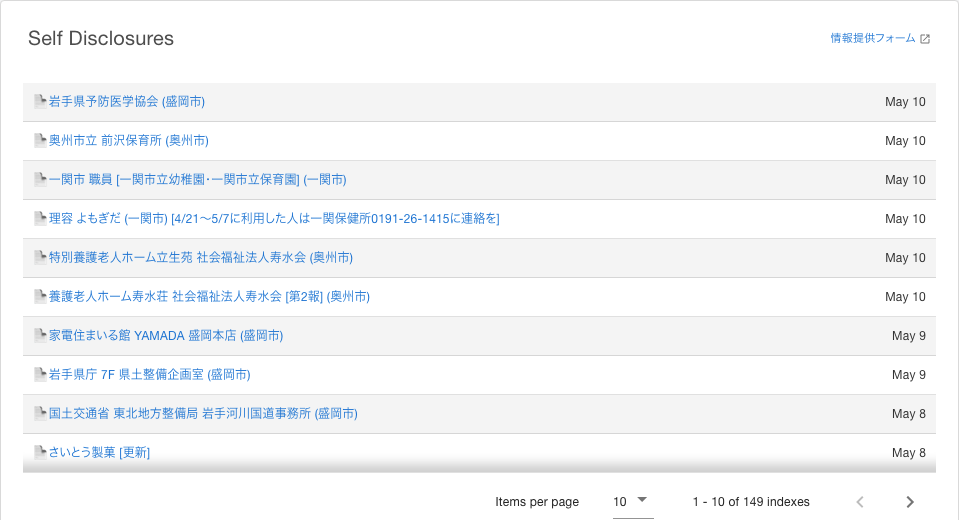 Self Disclosures
情報提供フォーム
岩手県予防医学協会 (盛岡市) May 10
奥州市立 前沢保育所 (奥州市) May 10
一関市 職員 [一関市立幼稚園・一関市立保育園] (一関市) May 10
理容 よもぎだ (一関市) [4/21〜5/7に利用した人は一関保健所0191-26-1415に連絡を] May 10
特別養護老人ホーム立生苑 社会福祉法人寿水会 (奥州市) May 10
養護老人ホーム寿水荘 社会福祉法人寿水会 [第2報] (奥州市) May 10
家電住まいる館 YAMADA 盛岡本店 (盛岡市) May 9
岩手県庁 7F 県土整備企画室 (盛岡市) May 9
国土交通省 東北地方整備局 岩手河川国道事務所 (盛岡市) May 8
さいとう製菓 [更新] May 8
Items per page 10 1 - 10 of 149 indexes